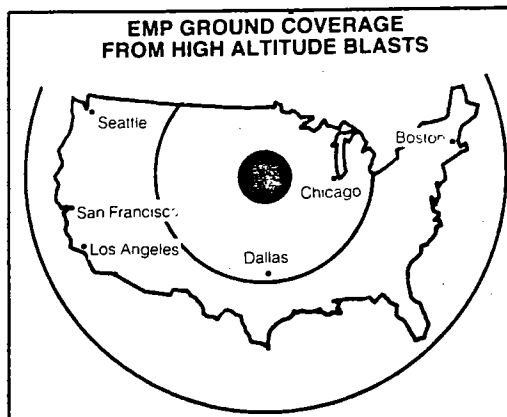 EMP GROUND COVERAGE
FROM HIGH ALTITUDE BLASTS
Seattle
Boston
Chicago
San Francisco
Los Angeles
Dallas